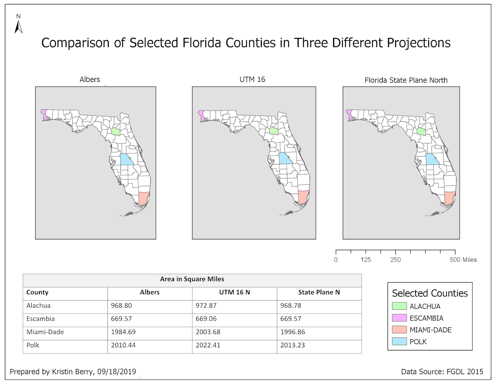 N
Comparison of Selected Florida Counties in Three Different Projections
Albers
UTM 16
Florida State Plane North
0 125 250 500 Miles
Area in Square Miles
County Albers UTM 16 N State Plane N
Alachua 968.80 972.87 968.78
Escambia 669.57 669.06 669.57
Miami-Dade 1984.69 2003.68 1996.86
Polk 2010.44 2022.41 2013.23
Selected Counties
ALACHUA
ESCAMBIA
MIAMI-DADE
POLK
Prepared by Kristin Berry, 09/18/2019
Data Source: FGDL 2015